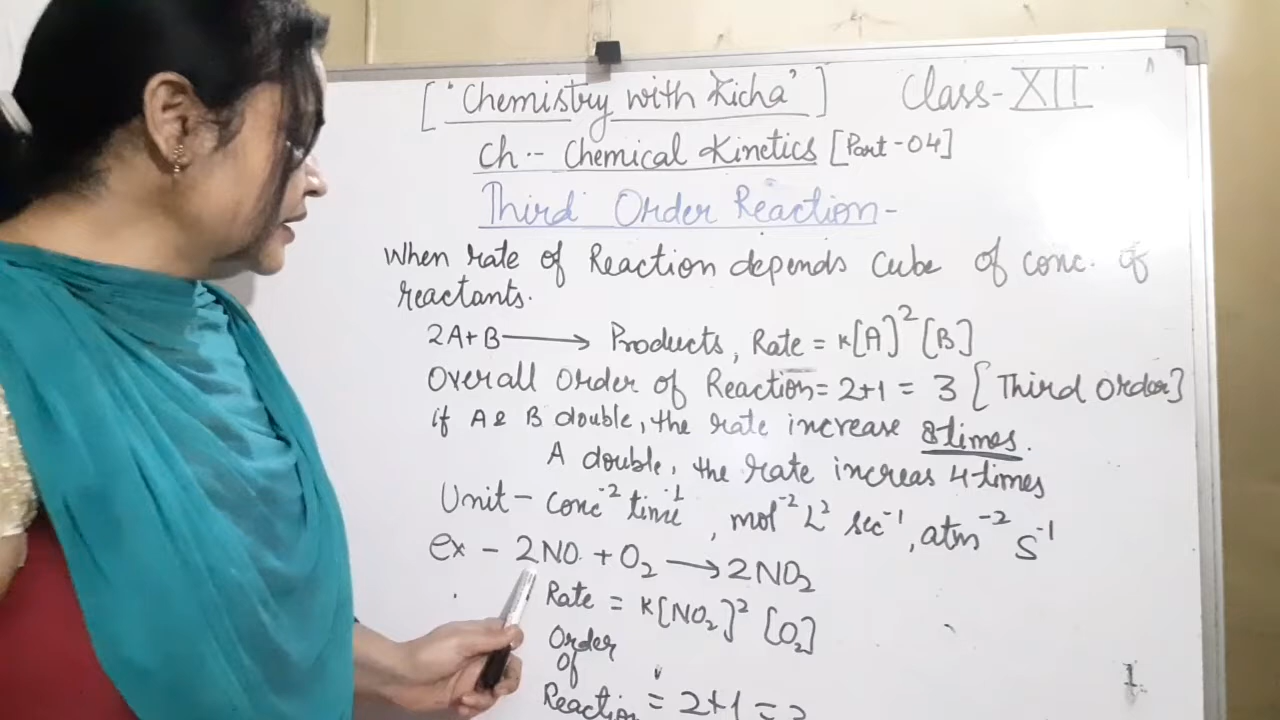 [ 'Chemistry with Richa' ] Class-XII
Ch :- Chemical Kinetics [Part-04]
Third Order Reaction-
When rate of Reaction depends Cube of conc. of
reactants.
2A+B → Products, Rate = K[A]² [B]
Overall Order of Reaction = 2+1 = 3 [Third Order]
if A & B double, the rate increase 8 times.
A double, the rate increas 4 times
Unit - Conc⁻² time⁻¹, mol⁻² L² sec⁻¹, atm⁻² S⁻¹
ex - 2NO + O₂ → 2NO₂
Rate = K[NO₂]² [O₂]
Order
of
Reaction = 2+1 = 3